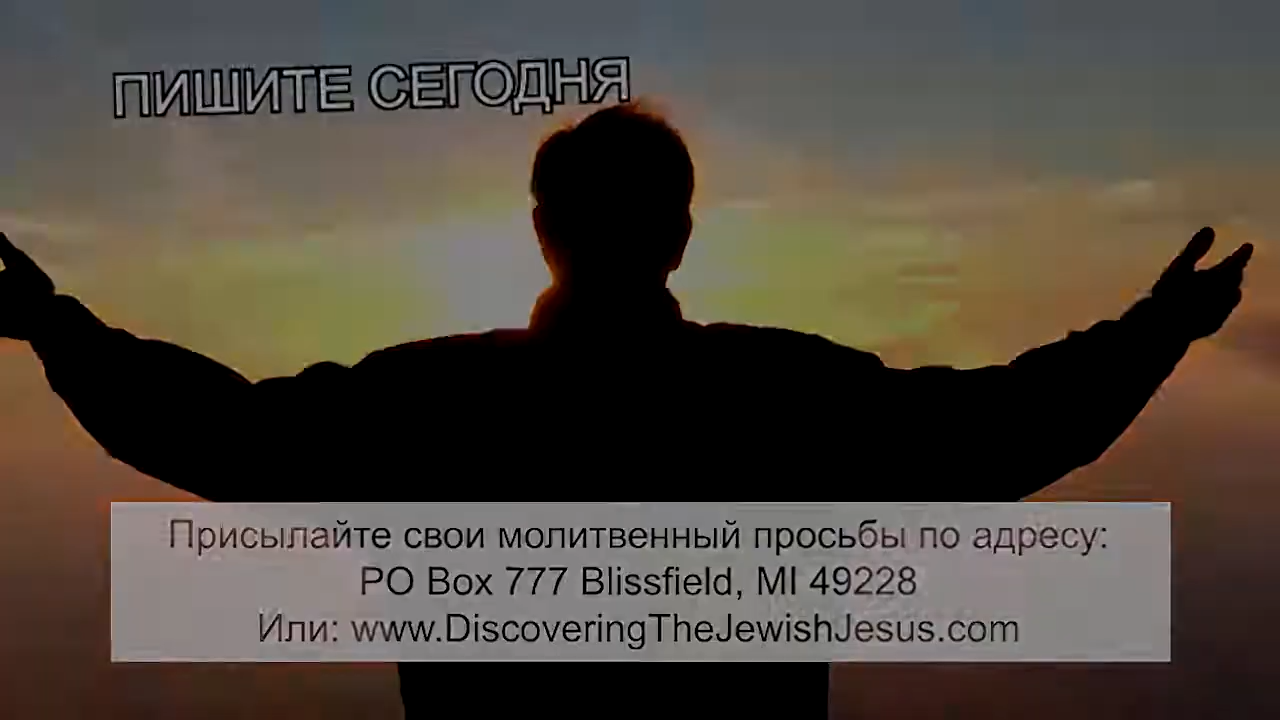 ПИШИТЕ СЕГОДНЯ
Присылайте свои молитвенный просьбы по адресу:
PO Box 777 Blissfield, MI 49228
Или: www.DiscoveringTheJewishJesus.com